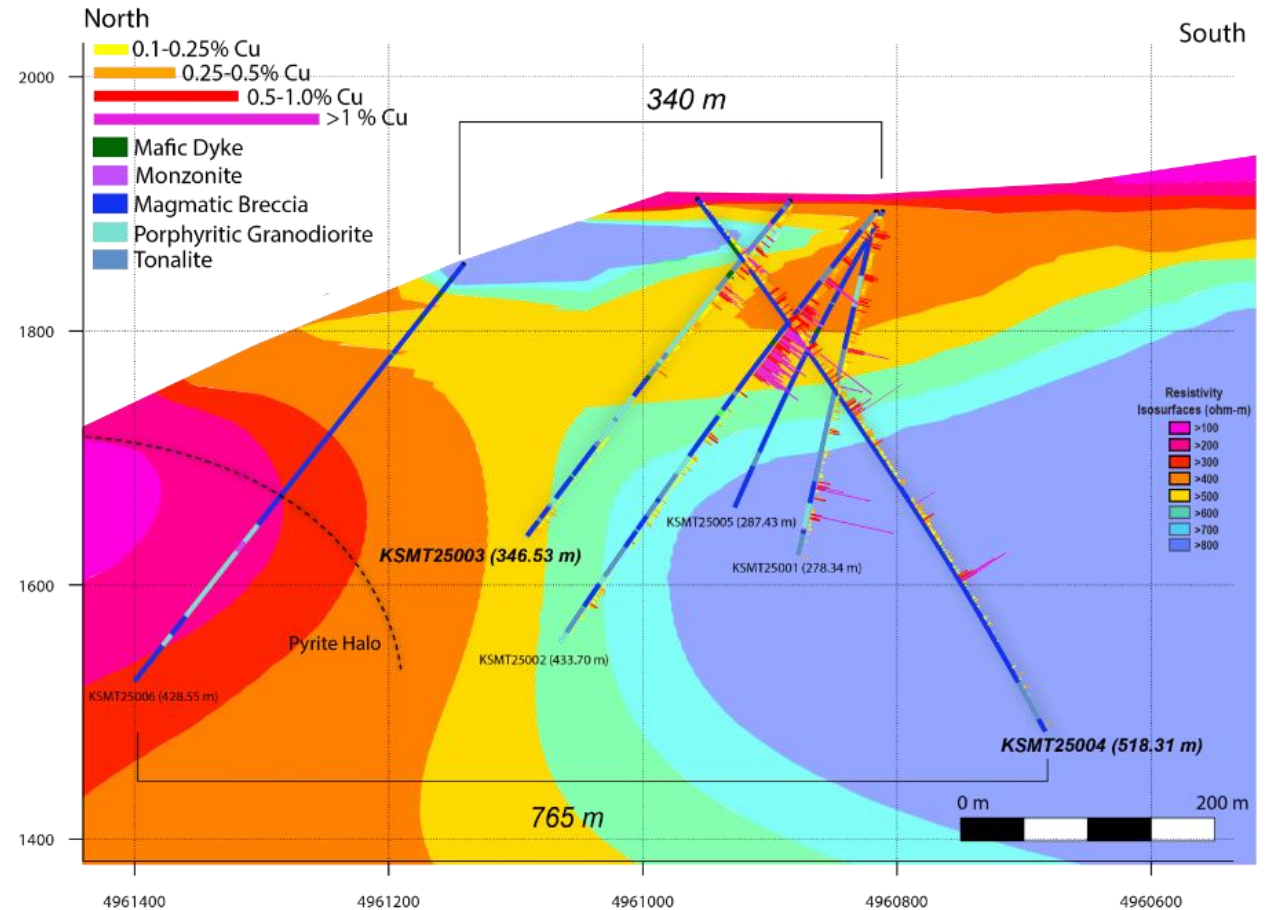 North
South
0.1-0.25% Cu
0.25-0.5% Cu
0.5-1.0% Cu
>1 % Cu
Mafic Dyke
Monzonite
Magmatic Breccia
Porphyritic Granodiorite
Tonalite
340 m
2000
1800
1600
1400
Resistivity
Isosurfaces (ohm-m)
>100
>200
>300
>400
>500
>600
>700
>800
KSMT25005 (287.43 m)
KSMT25003 (346.53 m)
KSMT25001 (278.34 m)
Pyrite Halo
KSMT25002 (433.70 m)
KSMT25006 (428.55 m)
KSMT25004 (518.31 m)
765 m
0 m 200 m
4961400 4961200 4961000 4960800 4960600